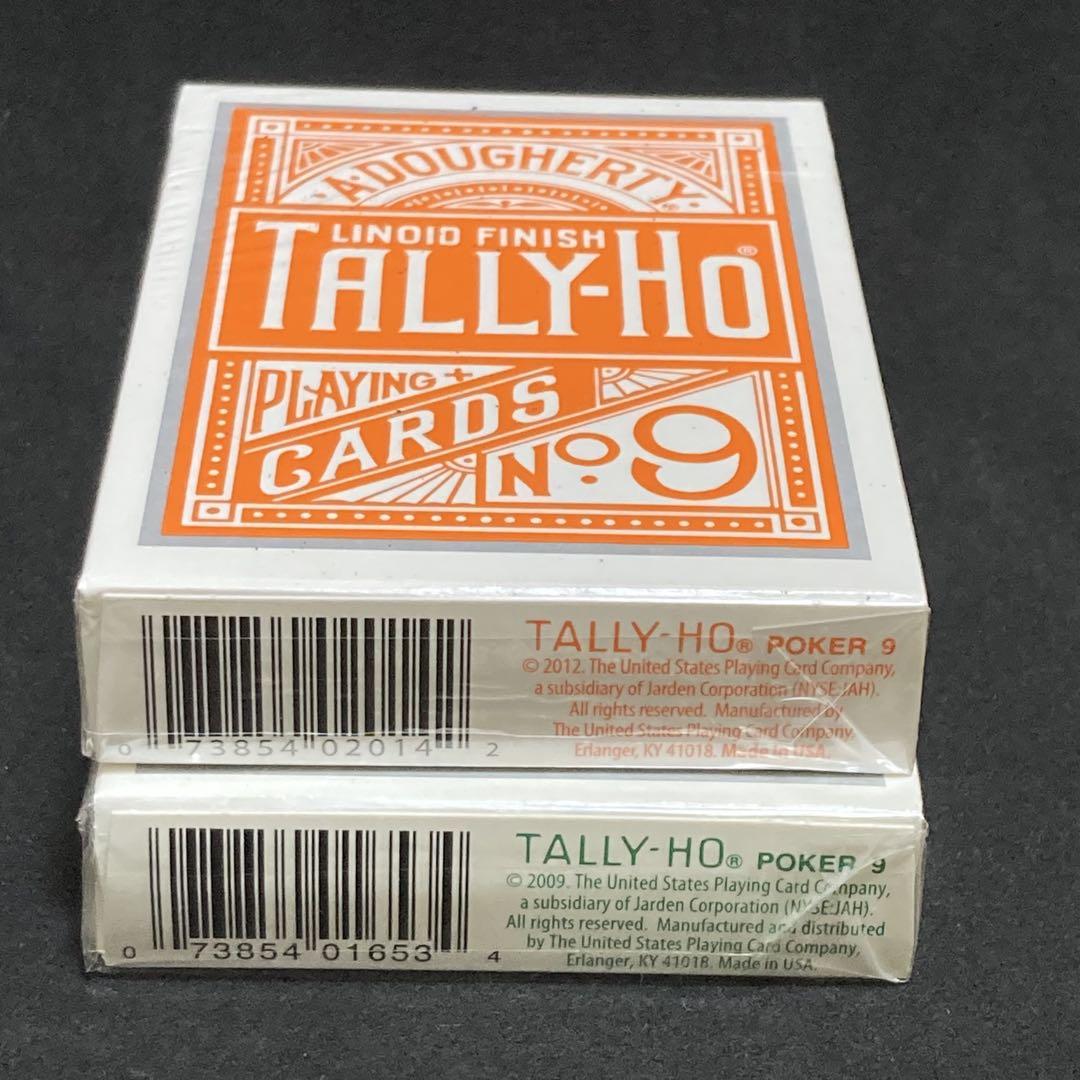 A·DOUGHERTY®
LINOID FINISH
TALLY-HO®
PLAYING +
CARDS
No. 9
TALLY-HO® POKER 9
© 2012. The United States Playing Card Company,
a subsidiary of Jarden Corporation (NYSE:JAH).
All rights reserved. Manufactured by
The United States Playing Card Company,
Erlanger, KY 41018. Made in USA.
0 73854 02014 2
TALLY-HO® POKER 9
© 2009. The United States Playing Card Company,
a subsidiary of Jarden Corporation (NYSE:JAH).
All rights reserved. Manufactured and distributed
by The United States Playing Card Company,
Erlanger, KY 41018. Made in USA.
0 73854 01653 4